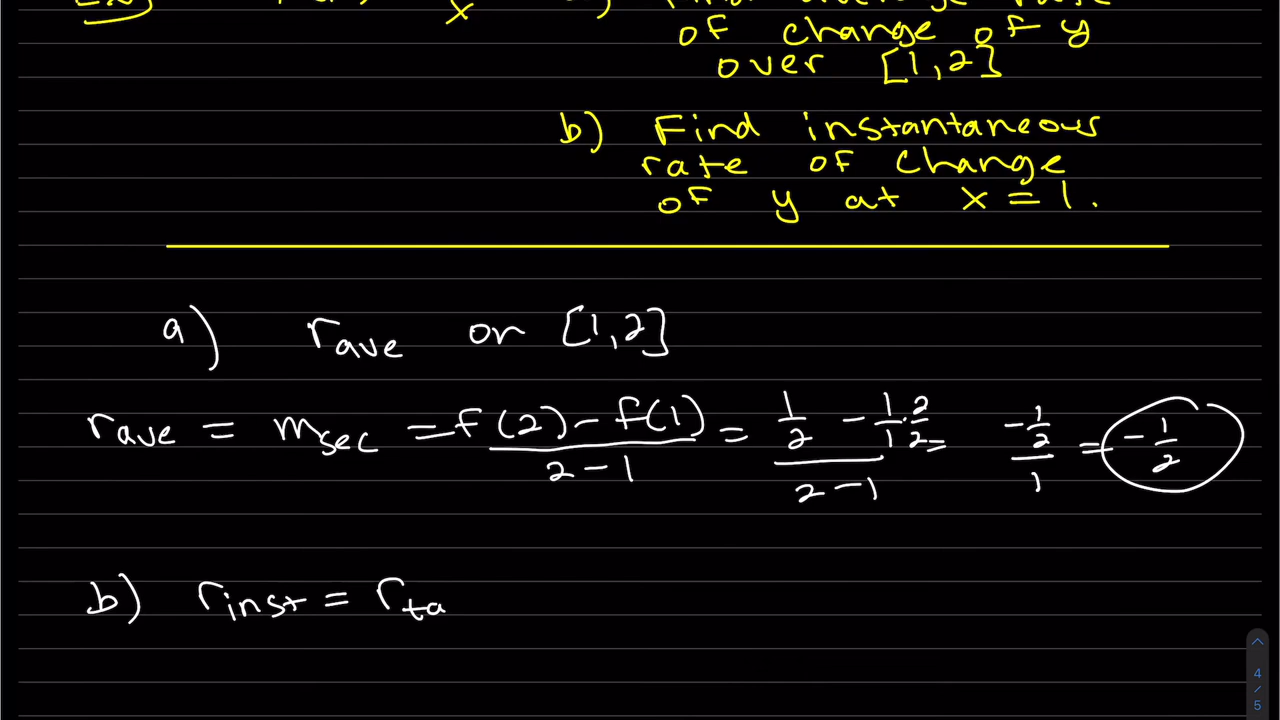 of change of y
over [1,2]
b) Find instantaneous
rate of change
of y at x = 1.
a) r_ave on [1,2]
r_ave = m_sec = (f(2) - f(1))/(2 - 1) = (1/2 - 1/1 · 2/2)/(2 - 1) = (-1/2)/1 = -1/2
b) r_inst = r_ta
4
/
5